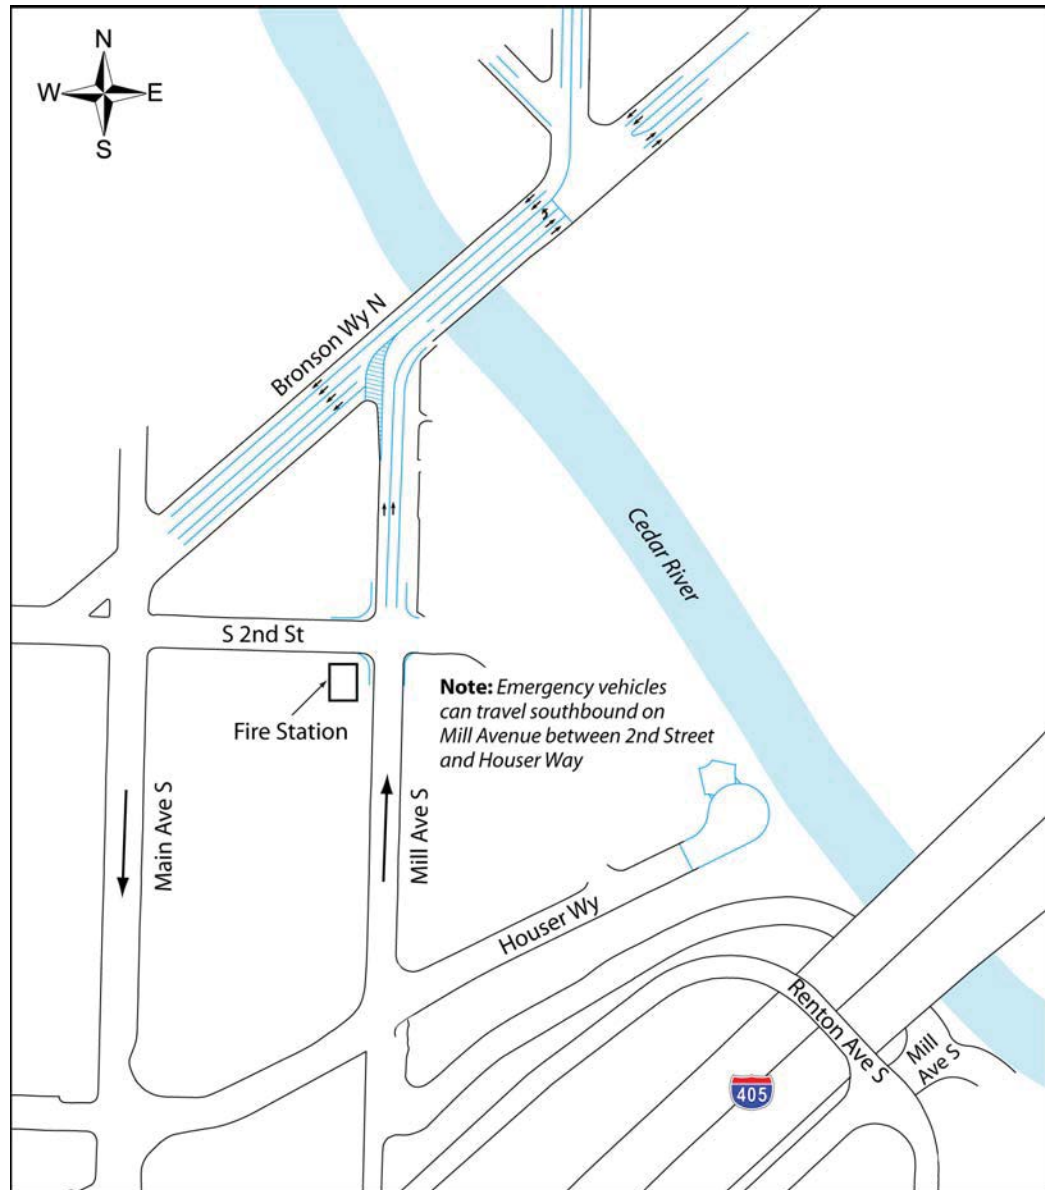 N
W E
S
Bronson Wy N
Cedar River
S 2nd St
Fire Station
Note: Emergency vehicles
can travel southbound on
Mill Avenue between 2nd Street
and Houser Way
Main Ave S
Mill Ave S
Houser Wy
Renton Ave S
Mill
Ave S
405